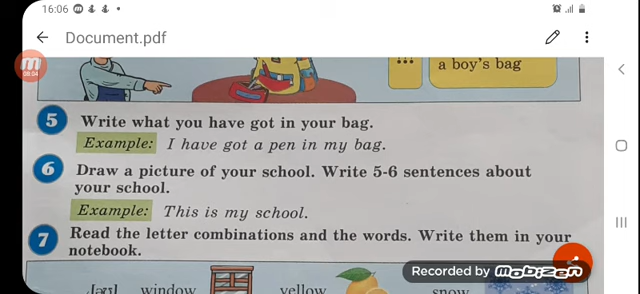 16:06
Document.pdf
08:04
... a boy's bag
5 Write what you have got in your bag.
Example: I have got a pen in my bag.
6 Draw a picture of your school. Write 5-6 sentences about
your school.
Example: This is my school.
7 Read the letter combinations and the words. Write them in your
notebook.
Recorded by Mobizen
window yellow snow